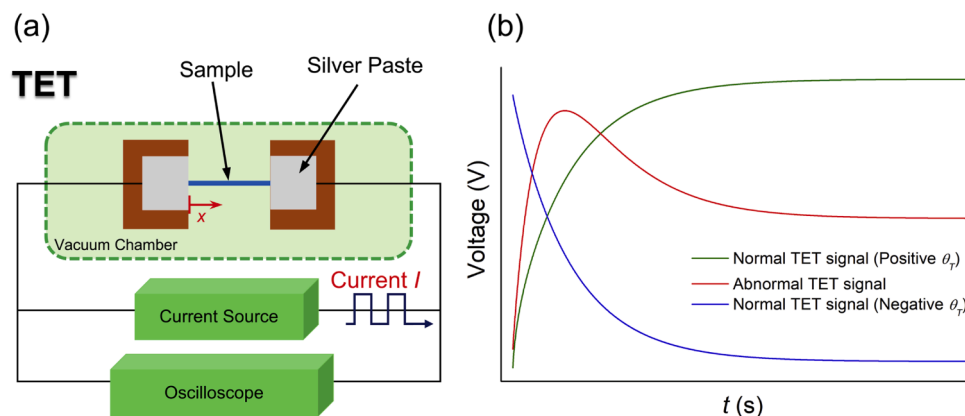 (a)
TET
Sample
Silver Paste
x
Vacuum Chamber
Current I
Current Source
Oscilloscope
(b)
Voltage (V)
Normal TET signal (Positive θT)
Abnormal TET signal
Normal TET signal (Negative θT)
t (s)